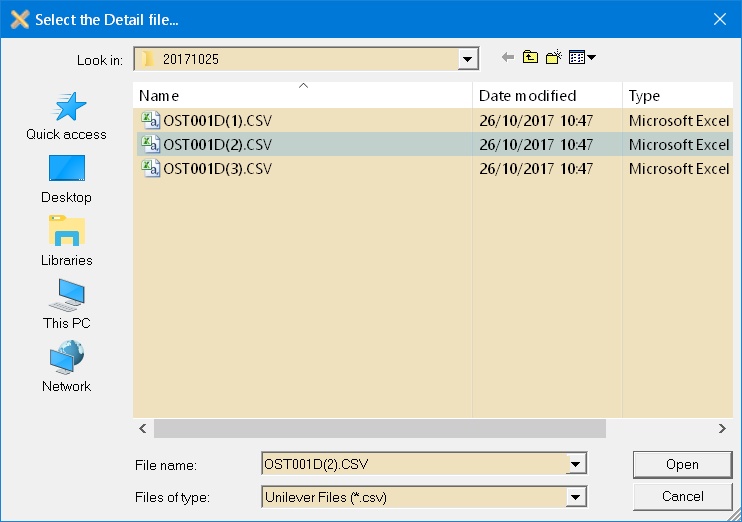 Select the Detail file...
Look in: 20171025
Name Date modified Type
OST001D(1).CSV 26/10/2017 10:47 Microsoft Excel
OST001D(2).CSV 26/10/2017 10:47 Microsoft Excel
OST001D(3).CSV 26/10/2017 10:47 Microsoft Excel
Quick access
Desktop
Libraries
This PC
Network
File name: OST001D(2).CSV Open
Files of type: Unilever Files (*.csv) Cancel